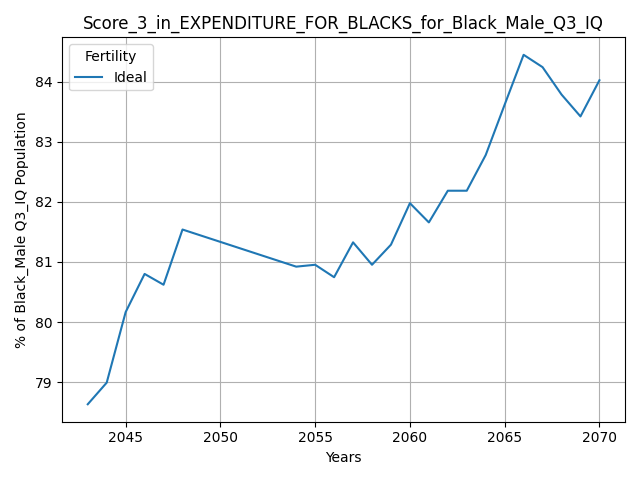 Score_3_in_EXPENDITURE_FOR_BLACKS_for_Black_Male_Q3_IQ
Fertility
Ideal
% of Black_Male Q3_IQ Population
84
83
82
81
80
79
2045 2050 2055 2060 2065 2070
Years